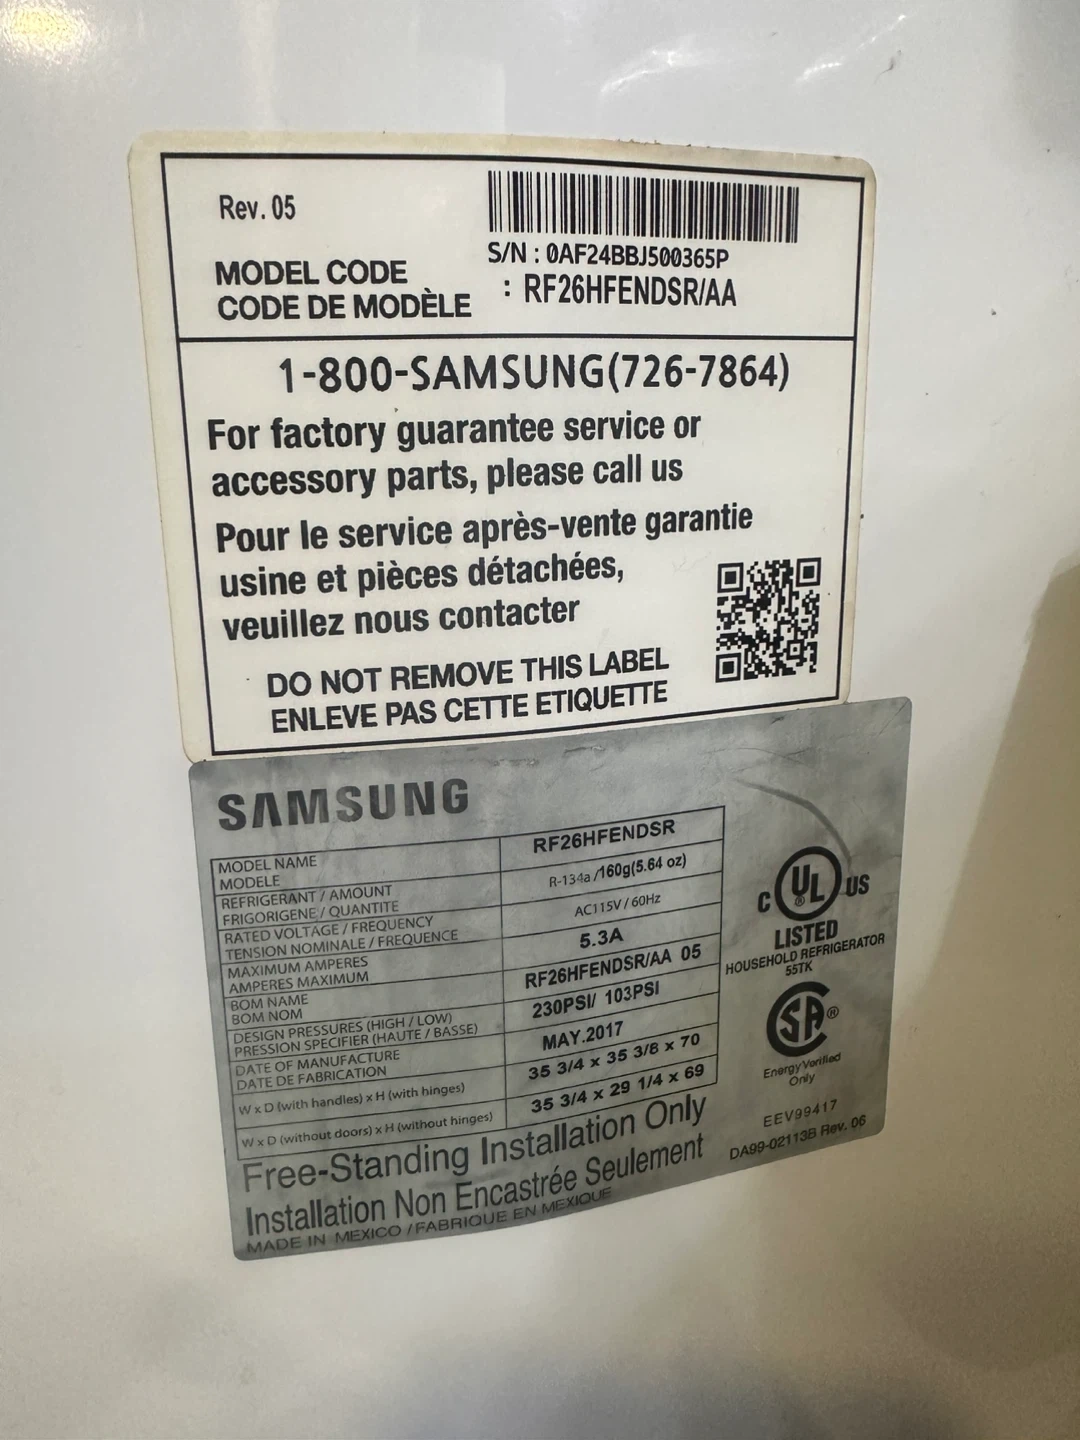 Rev. 05
S/N : 0AF24BBJ500365P
MODEL CODE
CODE DE MODÈLE : RF26HFENDSR/AA
1-800-SAMSUNG(726-7864)
For factory guarantee service or
accessory parts, please call us
Pour le service après-vente garantie
usine et pièces détachées,
veuillez nous contacter
DO NOT REMOVE THIS LABEL
ENLEVE PAS CETTE ETIQUETTE
SAMSUNG
MODEL NAME
MODELE
RF26HFENDSR
REFRIGERANT / AMOUNT
FRIGORIGENE / QUANTITE
R-134a /160g(5.64 oz)
RATED VOLTAGE / FREQUENCY
TENSION NOMINALE / FREQUENCE
AC115V / 60Hz
MAXIMUM AMPERES
AMPERES MAXIMUM
5.3A
BOM NAME
BOM NOM
RF26HFENDSR/AA 05
DESIGN PRESSURES (HIGH / LOW)
PRESSION SPECIFIER (HAUTE / BASSE)
230PSI/ 103PSI
DATE OF MANUFACTURE
DATE DE FABRICATION
MAY.2017
W x D (with handles) x H (with hinges)
35 3/4 x 35 3/8 x 70
W x D (without doors) x H (without hinges)
35 3/4 x 29 1/4 x 69
Free-Standing Installation Only
Installation Non Encastrée Seulement
MADE IN MEXICO / FABRIQUE EN MEXIQUE
C UL ® US
LISTED
HOUSEHOLD REFRIGERATOR
55TK
SA ®
Energy Verified
Only
EEV99417
DA99-02113B Rev. 06